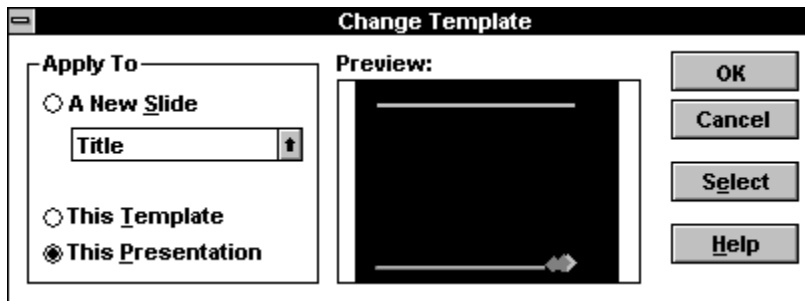 Change Template
Apply To
A New Slide
Title
This Template
This Presentation
Preview:
OK
Cancel
Select
Help